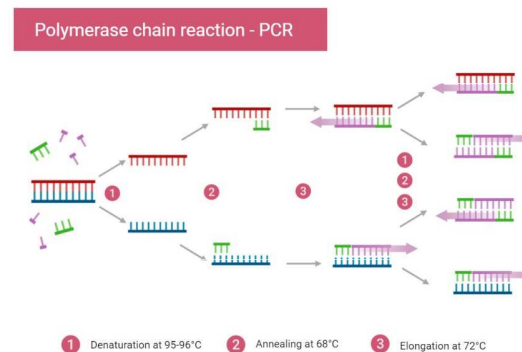 Polymerase chain reaction - PCR
1
2
3
1
2
3
1 Denaturation at 95-96°C
2 Annealing at 68°C
3 Elongation at 72°C